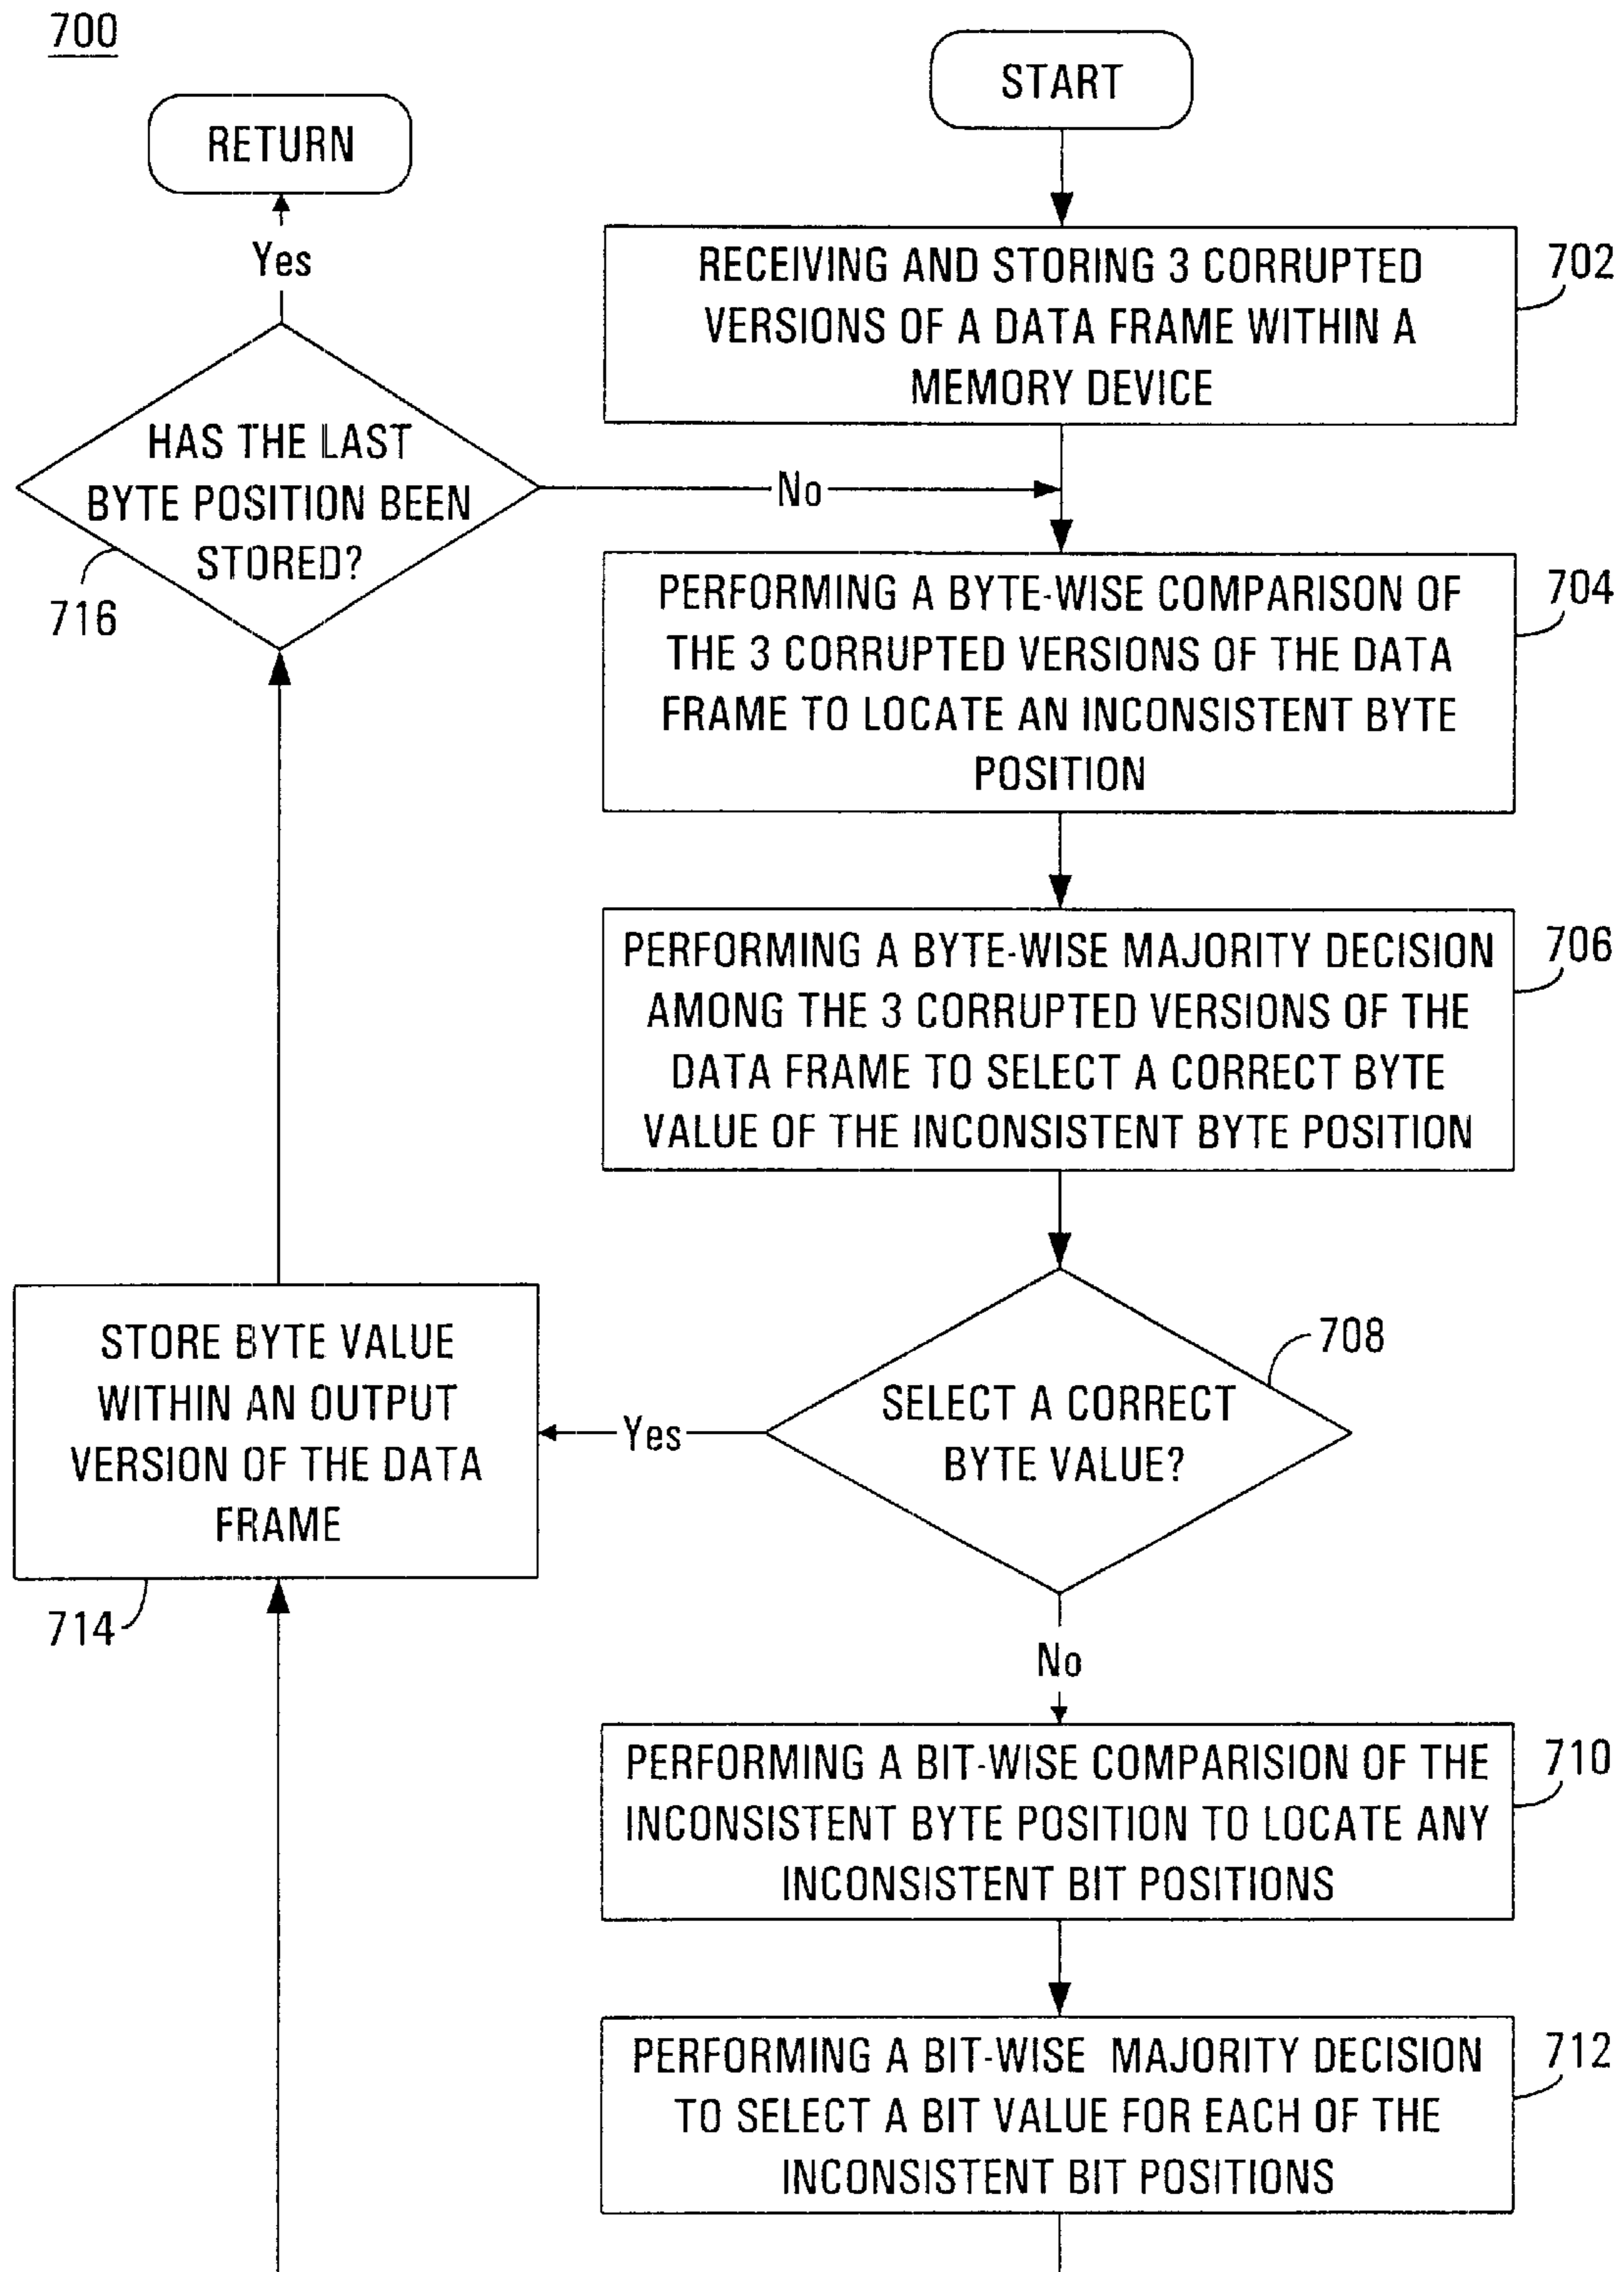 700
START
RETURN
Yes
RECEIVING AND STORING 3 CORRUPTED
VERSIONS OF A DATA FRAME WITHIN A
MEMORY DEVICE
702
HAS THE LAST
BYTE POSITION BEEN
STORED?
716
No
PERFORMING A BYTE-WISE COMPARISON OF
THE 3 CORRUPTED VERSIONS OF THE DATA
FRAME TO LOCATE AN INCONSISTENT BYTE
POSITION
704
PERFORMING A BYTE-WISE MAJORITY DECISION
AMONG THE 3 CORRUPTED VERSIONS OF THE
DATA FRAME TO SELECT A CORRECT BYTE
VALUE OF THE INCONSISTENT BYTE POSITION
706
SELECT A CORRECT
BYTE VALUE?
708
Yes
STORE BYTE VALUE
WITHIN AN OUTPUT
VERSION OF THE DATA
FRAME
714
No
PERFORMING A BIT-WISE COMPARISION OF THE
INCONSISTENT BYTE POSITION TO LOCATE ANY
INCONSISTENT BIT POSITIONS
710
PERFORMING A BIT-WISE MAJORITY DECISION
TO SELECT A BIT VALUE FOR EACH OF THE
INCONSISTENT BIT POSITIONS
712